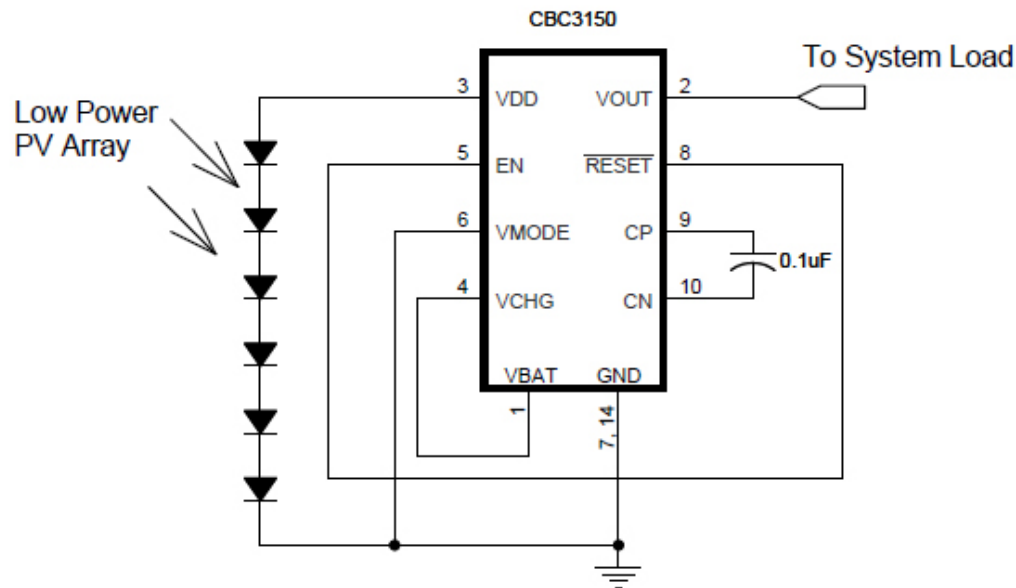 CBC3150
To System Load
Low Power
PV Array
3 VDD VOUT 2
5 EN RESET 8
6 VMODE CP 9
0.1uF
4 VCHG CN 10
VBAT GND
1 7, 14